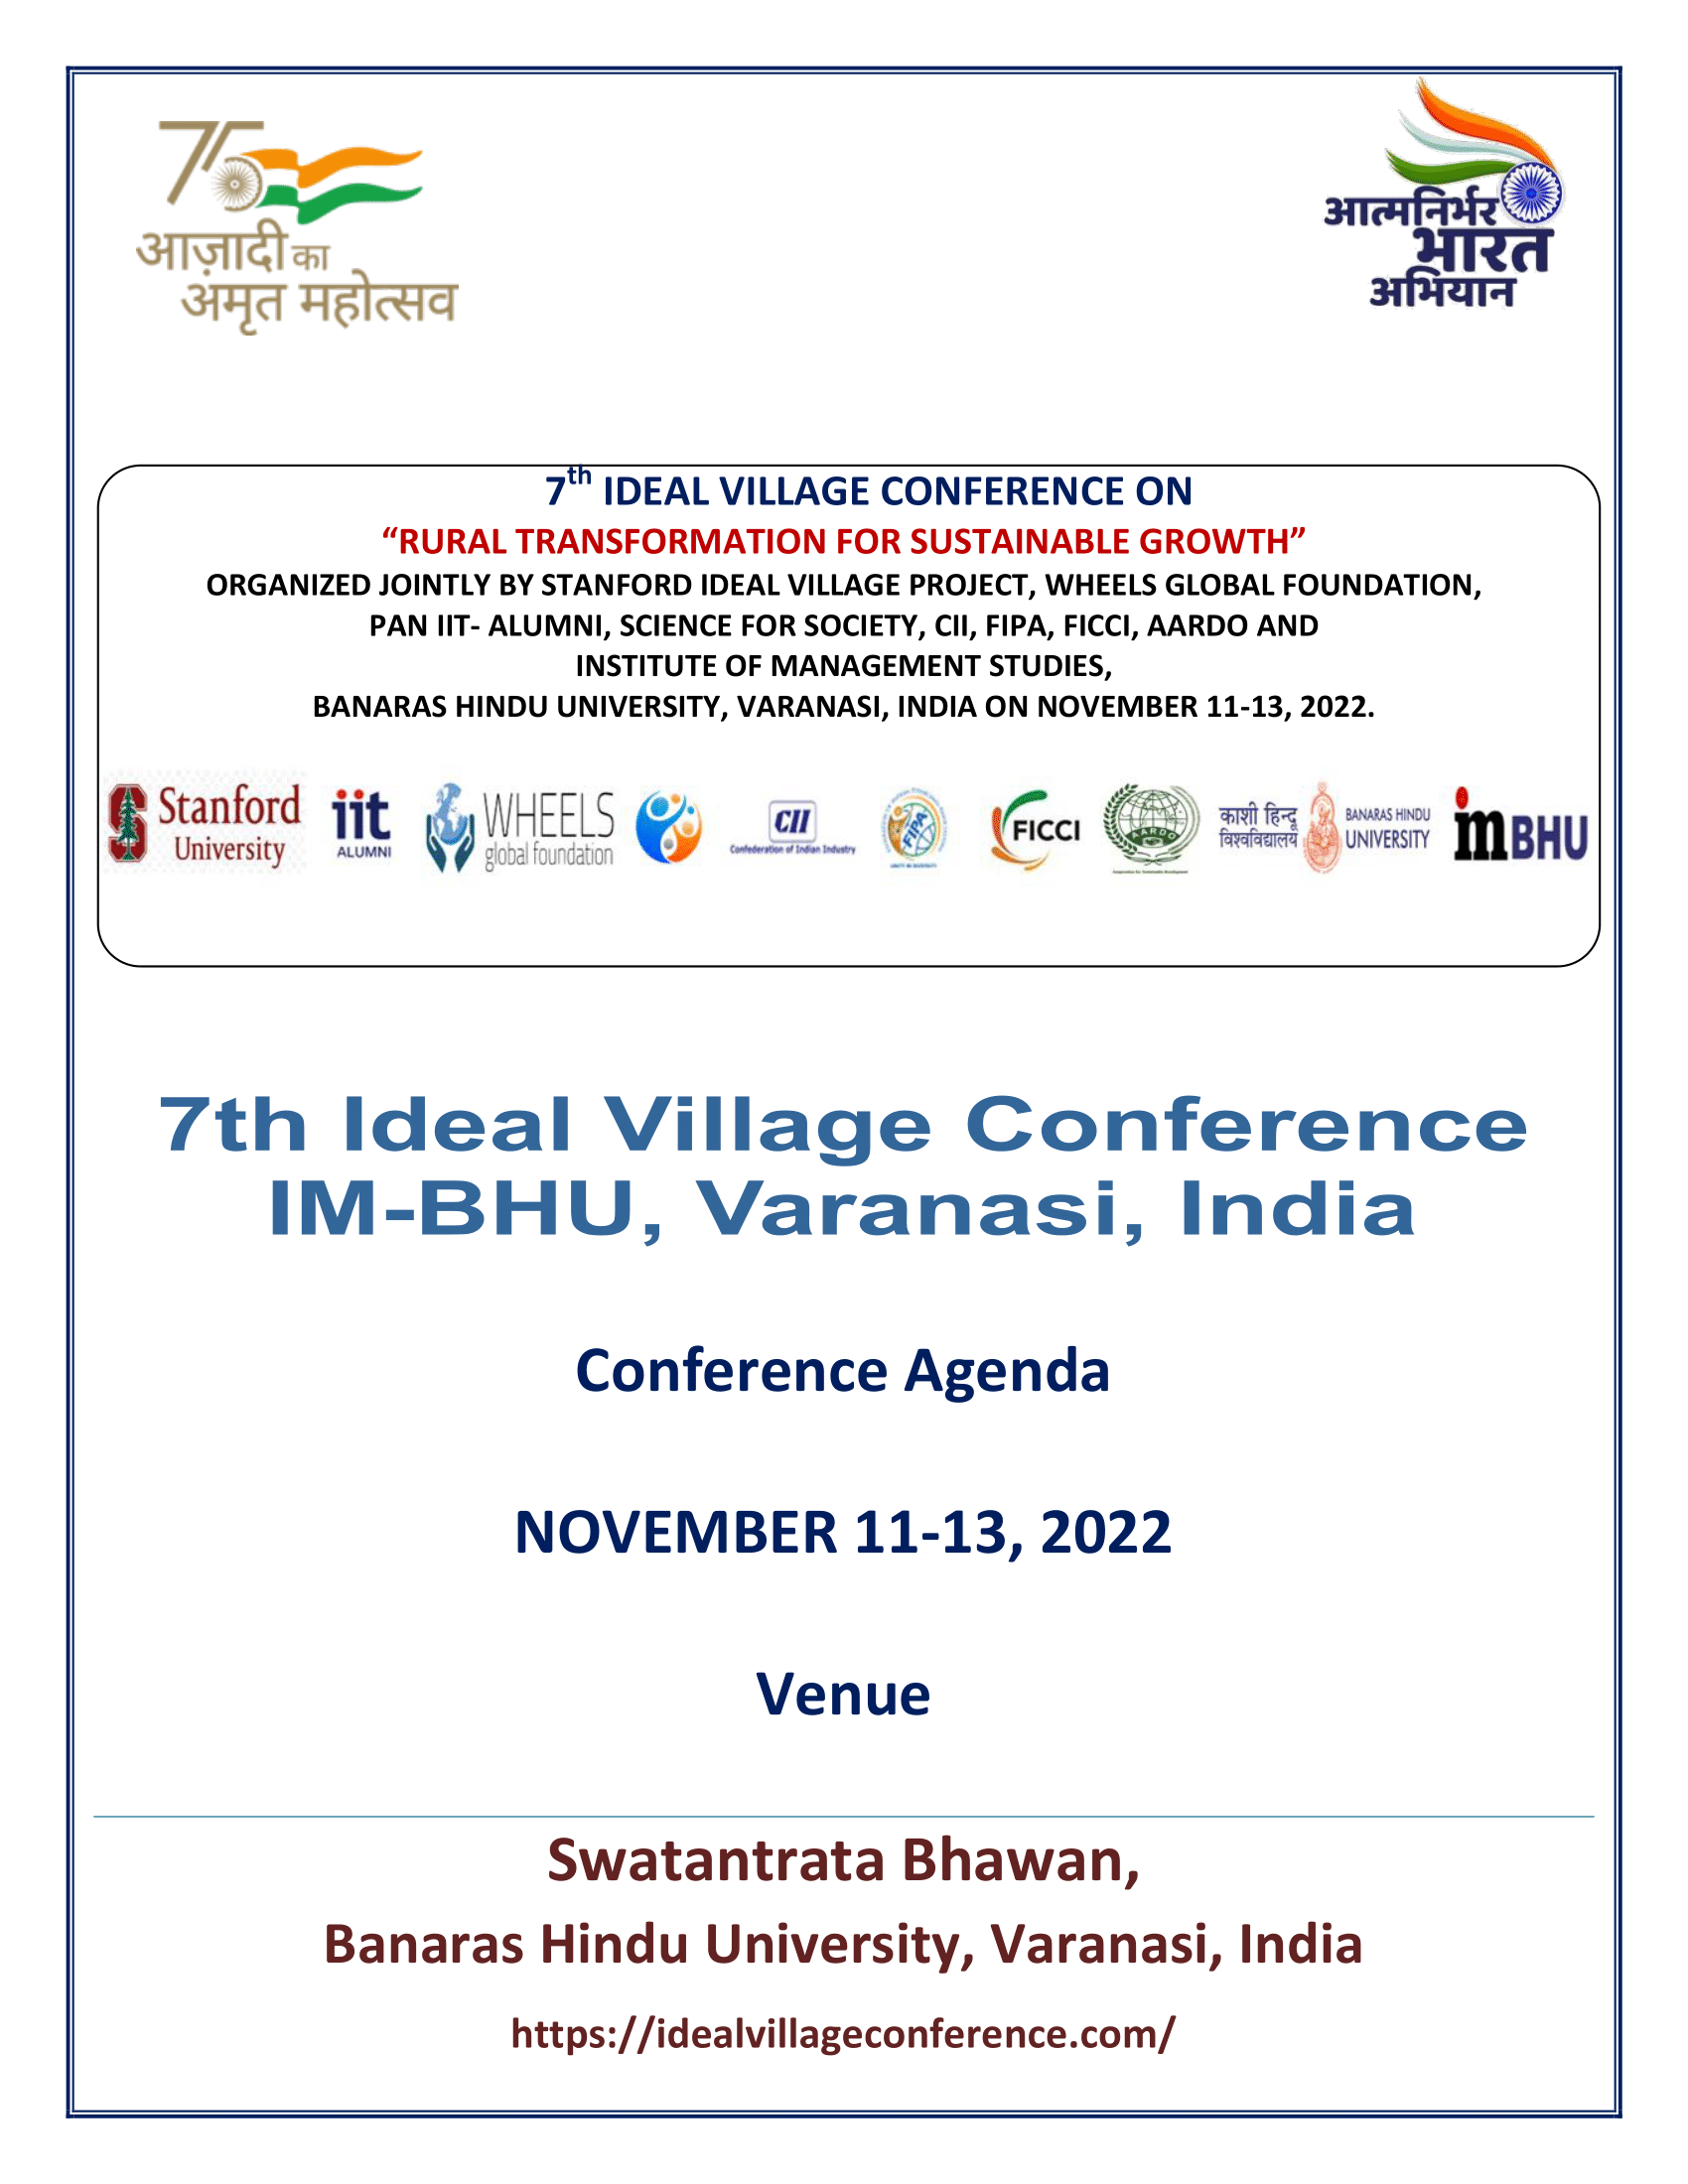 75
आज़ादी का
अमृत महोत्सव
आत्मनिर्भर
भारत
अभियान
7th IDEAL VILLAGE CONFERENCE ON
“RURAL TRANSFORMATION FOR SUSTAINABLE GROWTH”
ORGANIZED JOINTLY BY STANFORD IDEAL VILLAGE PROJECT, WHEELS GLOBAL FOUNDATION,
PAN IIT- ALUMNI, SCIENCE FOR SOCIETY, CII, FIPA, FICCI, AARDO AND
INSTITUTE OF MANAGEMENT STUDIES,
BANARAS HINDU UNIVERSITY, VARANASI, INDIA ON NOVEMBER 11-13, 2022.
S Stanford
University
iit
ALUMNI
WHEELS
global foundation
CII
Confederation of Indian Industry
FIPA
FICCI
AARDO
काशी हिन्दू
विश्वविद्यालय
BANARAS HINDU
UNIVERSITY
imBHU
7th Ideal Village Conference
IM-BHU, Varanasi, India
Conference Agenda
NOVEMBER 11-13, 2022
Venue
Swatantrata Bhawan,
Banaras Hindu University, Varanasi, India
https://idealvillageconference.com/